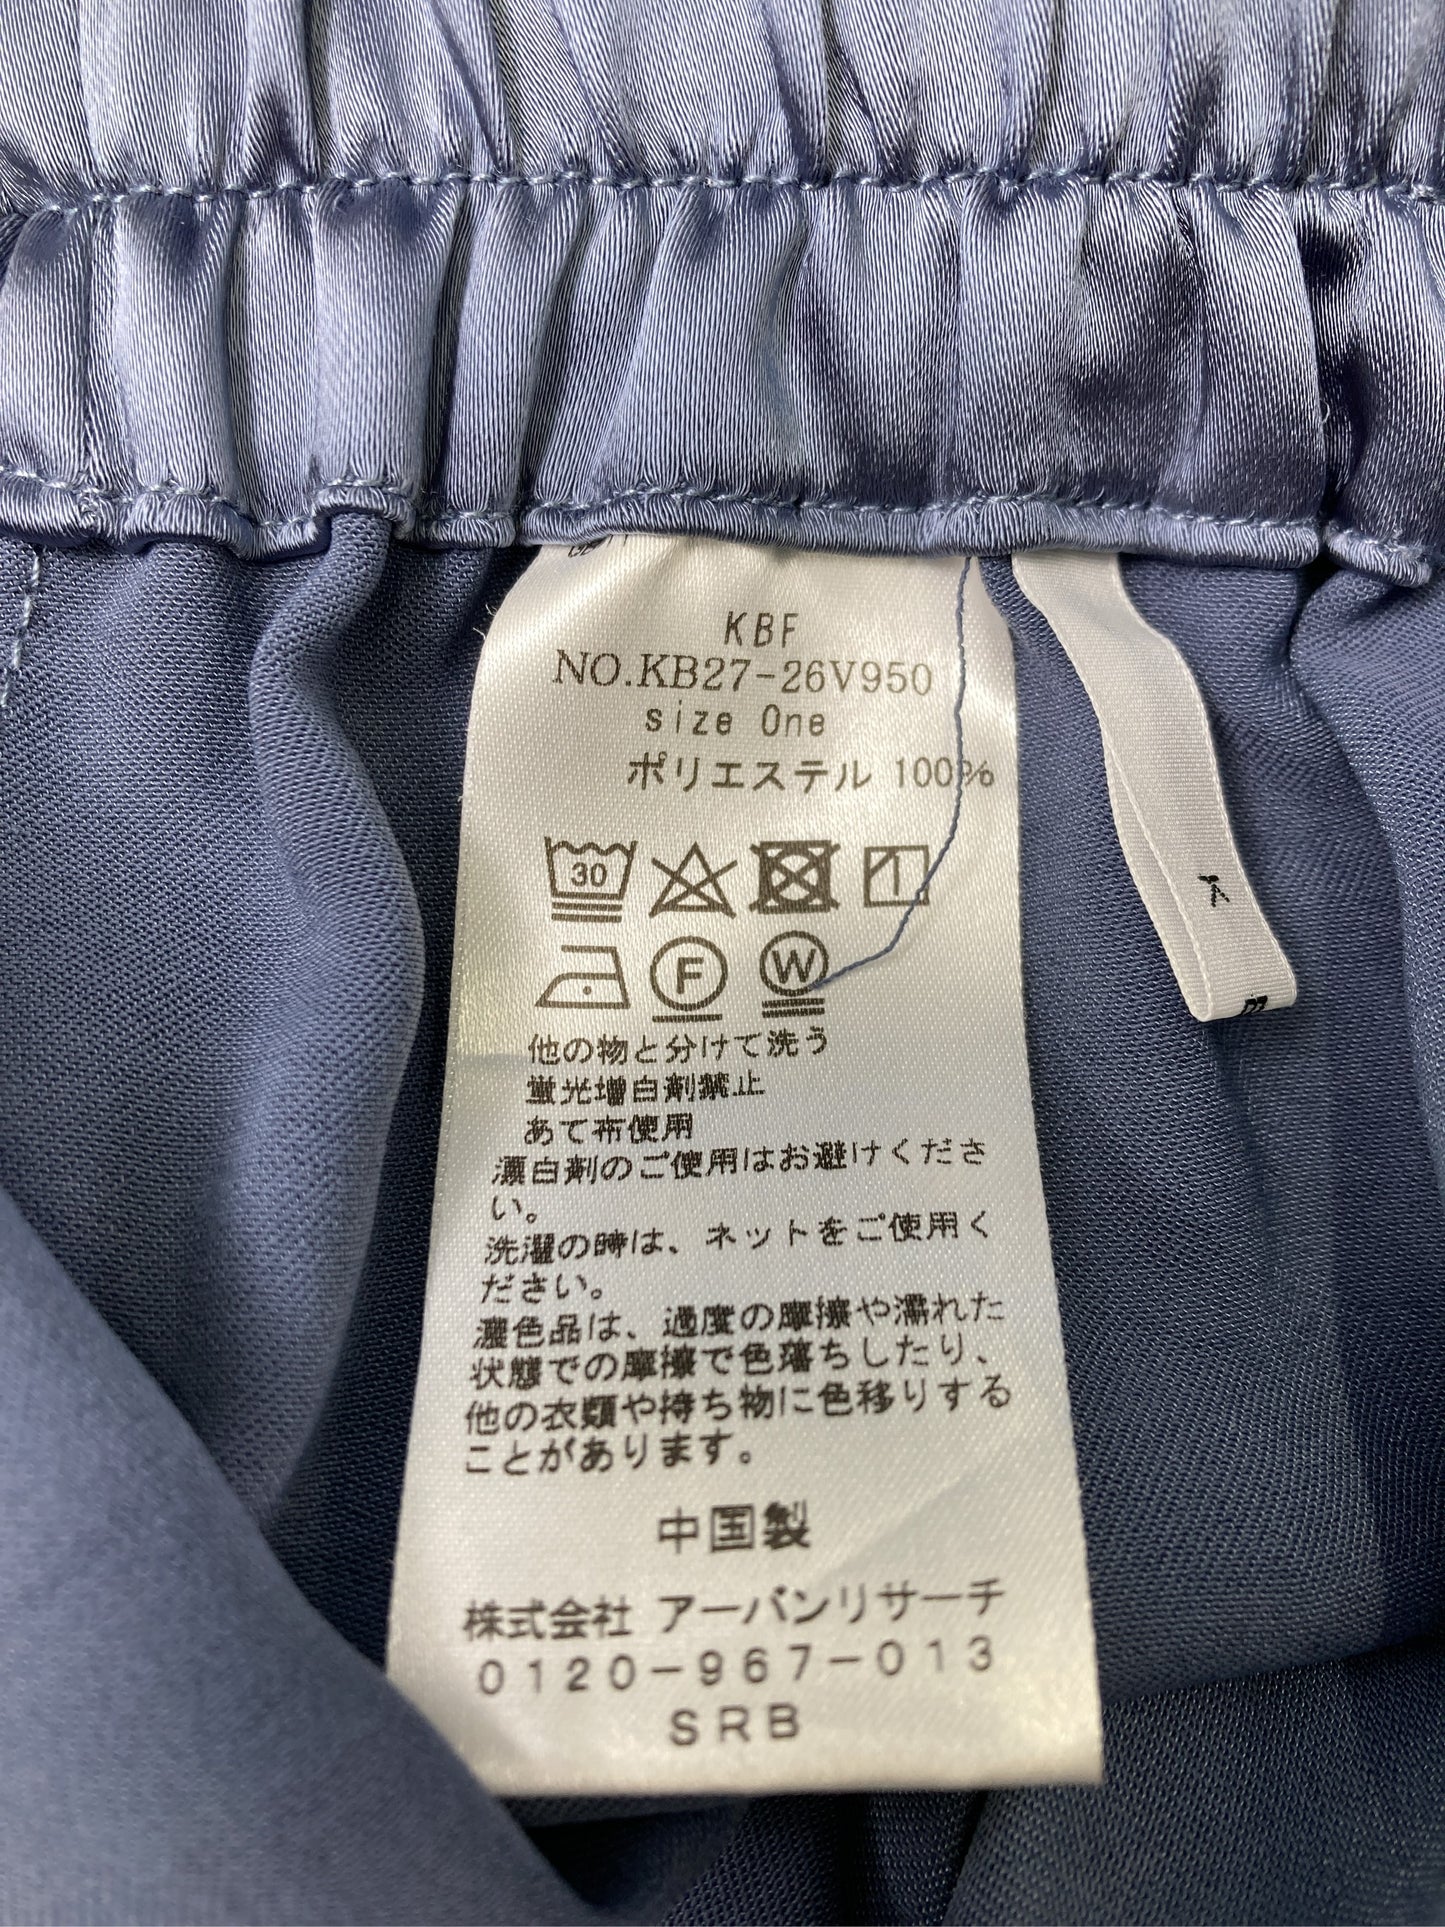 KBF
NO.KB27-26V950
size One
ポリエステル 100%
30
F
W
他の物と分けて洗う
蛍光増白剤禁止
あて布使用
漂白剤のご使用はお避けくださ
い。
洗濯の時は、ネットをご使用く
ださい。
濃色品は、過度の摩擦や濡れた
状態での摩擦で色落ちしたり、
他の衣類や持ち物に色移りする
ことがあります。
中国製
株式会社 アーバンリサーチ
0120-967-013
SRB